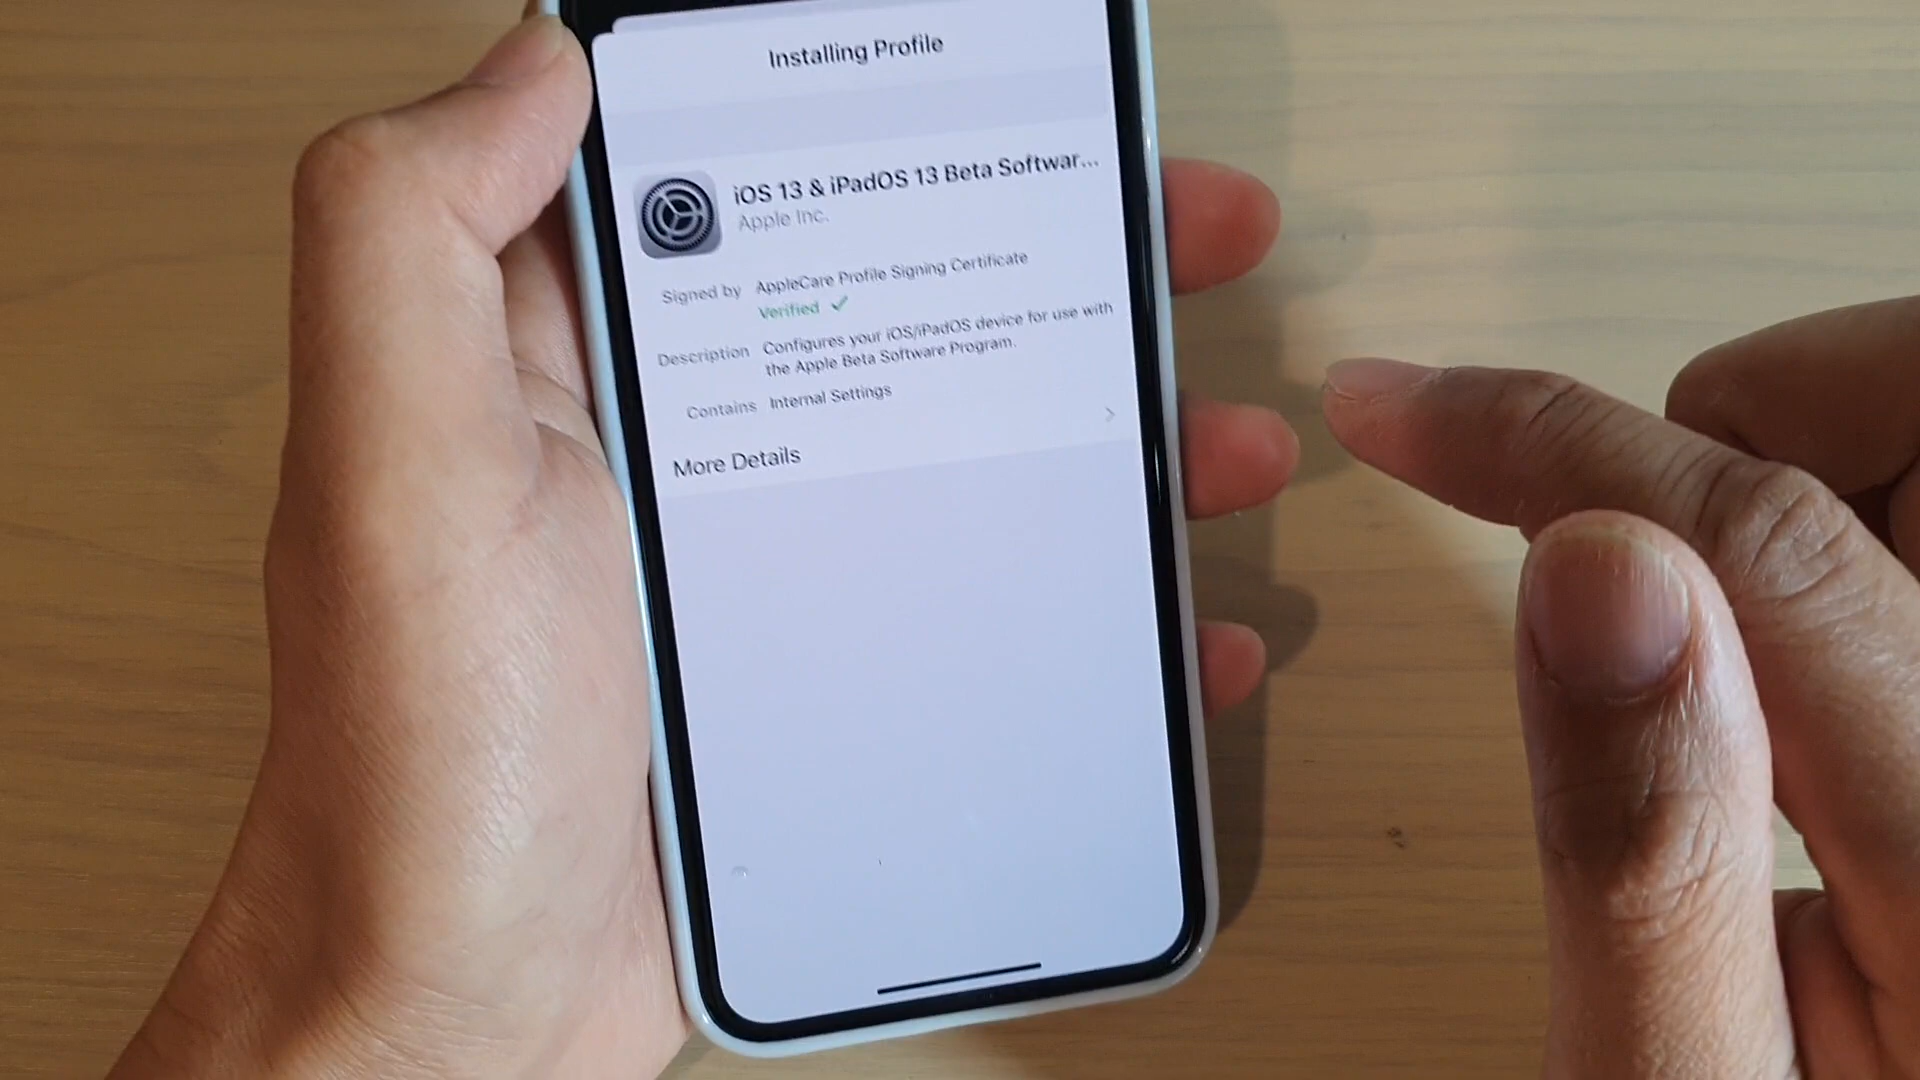 Installing Profile
iOS 13 & iPadOS 13 Beta Softwar...
Apple Inc.
Signed by AppleCare Profile Signing Certificate
Verified ✓
Description Configures your iOS/iPadOS device for use with
the Apple Beta Software Program.
Contains Internal Settings
More Details